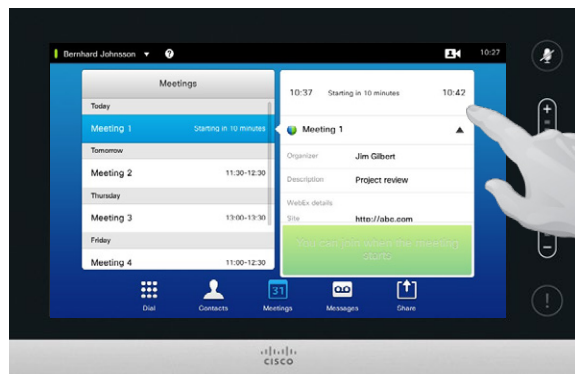 Bernhard Johnsson
?
10:27
Meetings
Today
Meeting 1 Starting in 10 minutes
Tomorrow
Meeting 2 11:30-12:30
Thursday
Meeting 3 13:00-13:30
Friday
Meeting 4 11:00-12:30
10:37 Starting in 10 minutes 10:42
Meeting 1
Organizer Jim Gilbert
Description Project review
WebEx details
Site http://abc.com
You can join when the meeting
starts
Dial
Contacts
31
Meetings
Messages
Share
+
-
!
CISCO